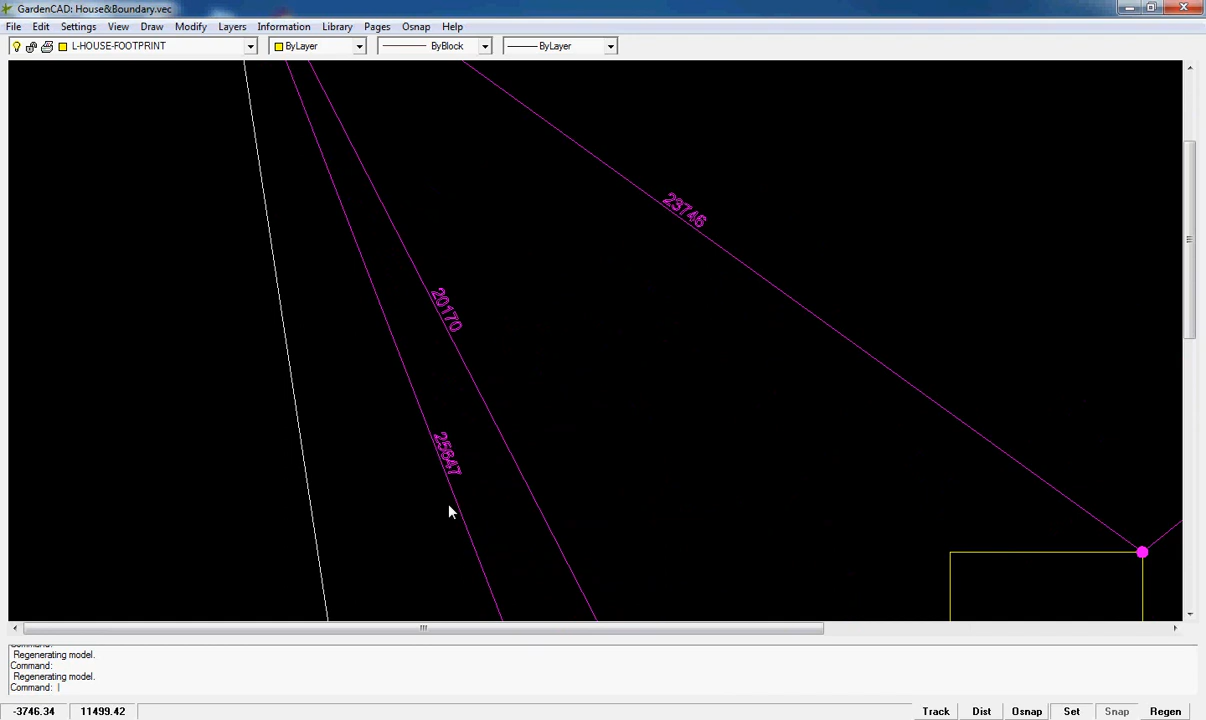 GardenCAD: House&Boundary.vec
File Edit Settings View Draw Modify Layers Information Library Pages Osnap Help
L-HOUSE-FOOTPRINT ByLayer ByBlock ByLayer
23746
20170
25847
Command:
Regenerating model.
Command:
Regenerating model.
Command:
-3746.34 11499.42 Track Dist Osnap Set Snap Regen